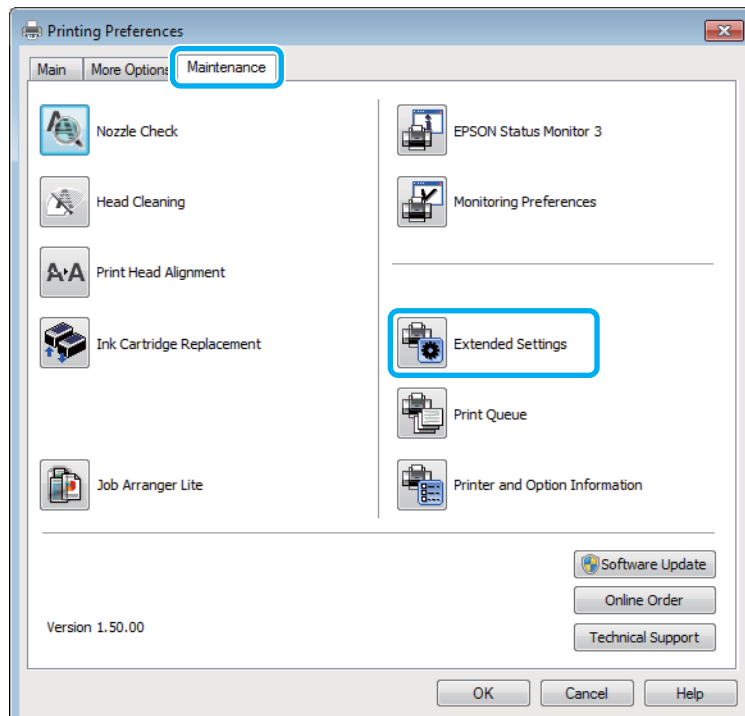 Printing Preferences
Main
More Options
Maintenance
Nozzle Check
Head Cleaning
Print Head Alignment
Ink Cartridge Replacement
Job Arranger Lite
EPSON Status Monitor 3
Monitoring Preferences
Extended Settings
Print Queue
Printer and Option Information
Software Update
Online Order
Technical Support
Version 1.50.00
OK
Cancel
Help